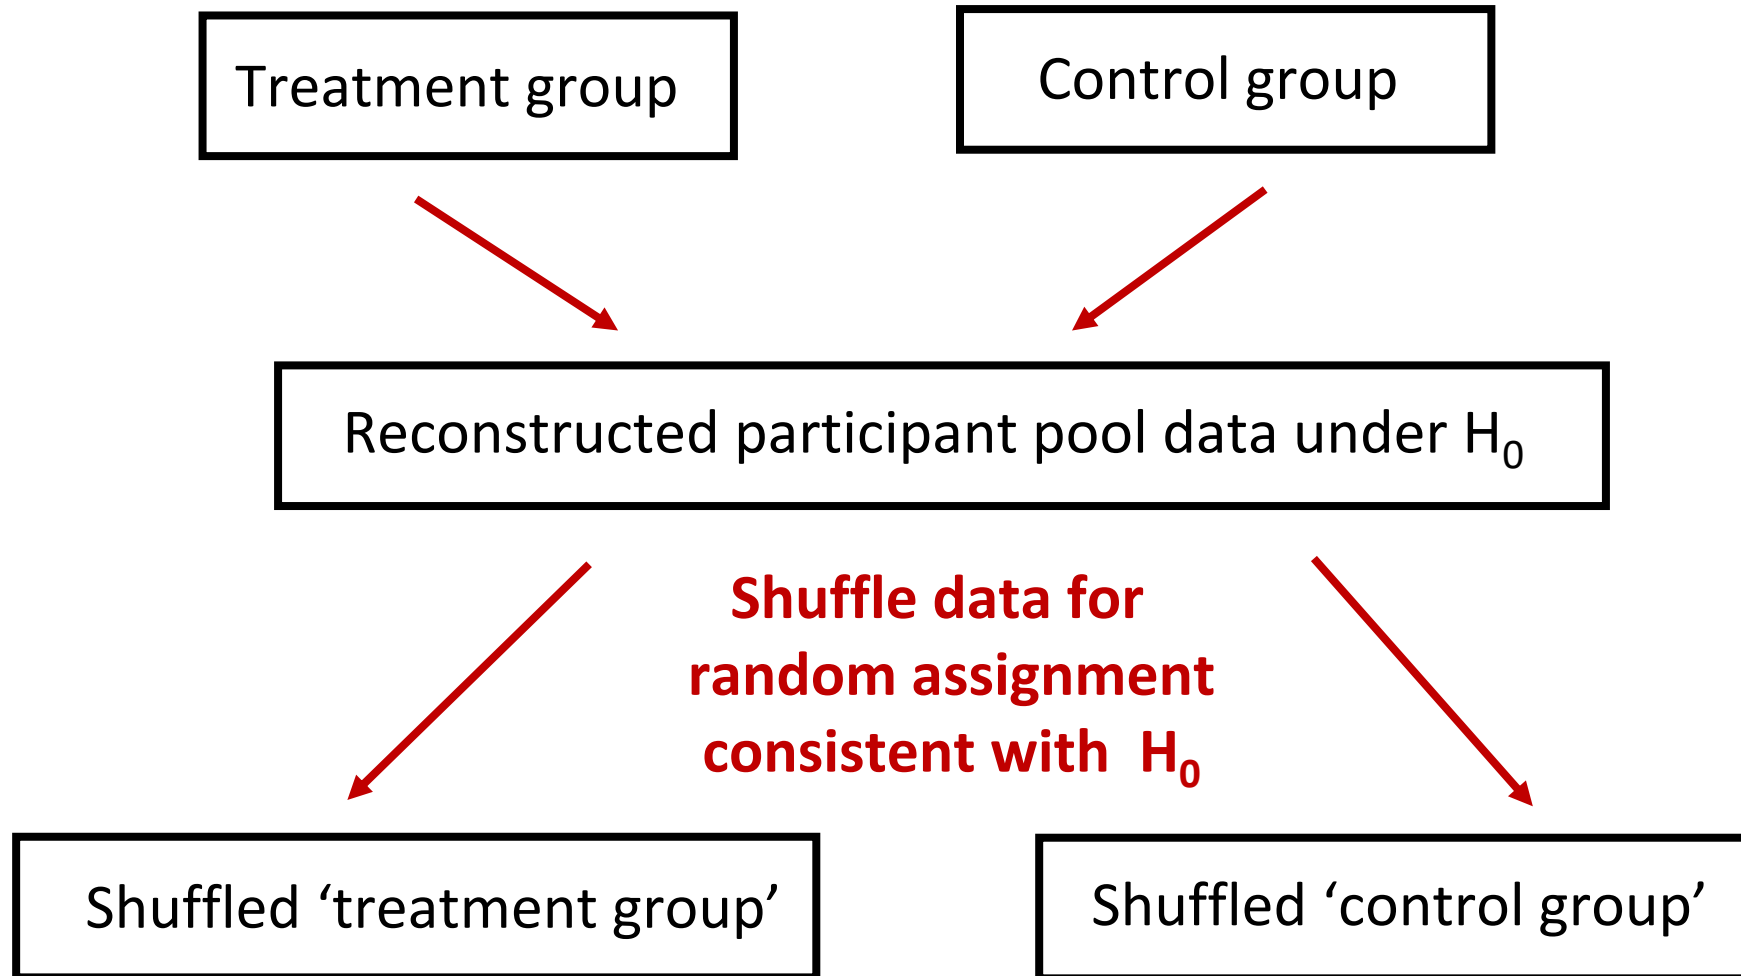 Treatment group
Control group
Reconstructed participant pool data under H₀
Shuffle data for
random assignment
consistent with H₀
Shuffled ‘treatment group’
Shuffled ‘control group’